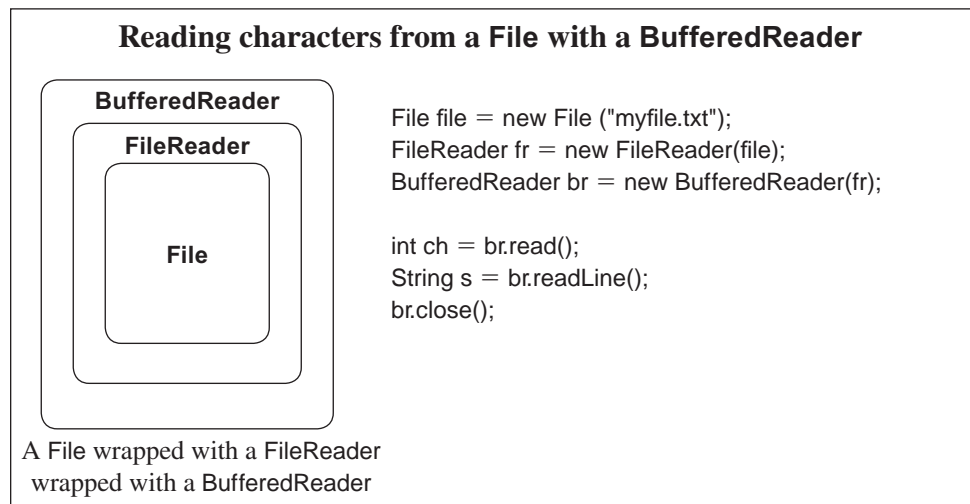 Reading characters from a File with a BufferedReader
BufferedReader
FileReader
File
File file = new File ("myfile.txt");
FileReader fr = new FileReader(file);
BufferedReader br = new BufferedReader(fr);
int ch = br.read();
String s = br.readLine();
br.close();
A File wrapped with a FileReader
wrapped with a BufferedReader